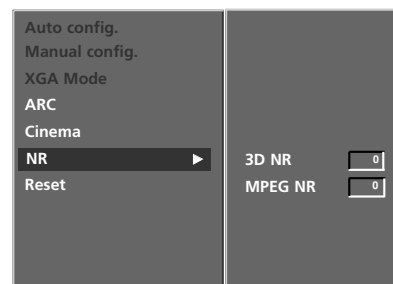 Auto config.
Manual config.
XGA Mode
ARC
Cinema
NR
Reset
3D NR 0
MPEG NR 0